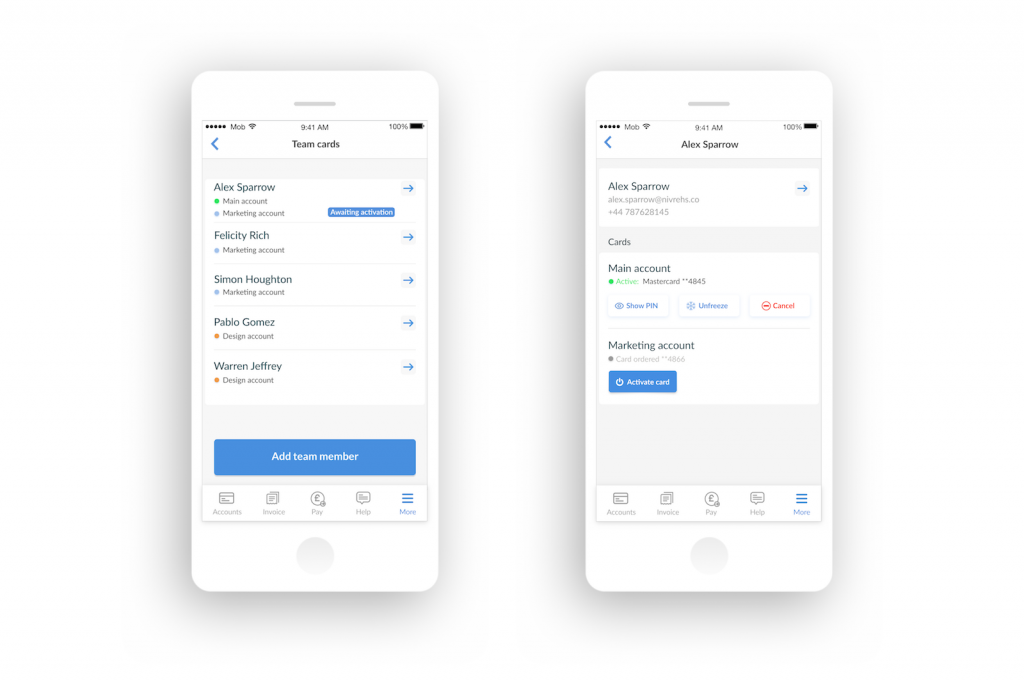 Mob 9:41 AM 100%
Team cards
Alex Sparrow
Main account
Marketing account Awaiting activation
Felicity Rich
Marketing account
Simon Houghton
Marketing account
Pablo Gomez
Design account
Warren Jeffrey
Design account
Add team member
Accounts Invoice Pay Help More
Mob 9:41 AM 100%
Alex Sparrow
Alex Sparrow
alex.sparrow@nivrehs.co
+44 787628145
Cards
Main account
Active: Mastercard **4845
Show PIN Unfreeze Cancel
Marketing account
Card ordered **4866
Activate card
Accounts Invoice Pay Help More